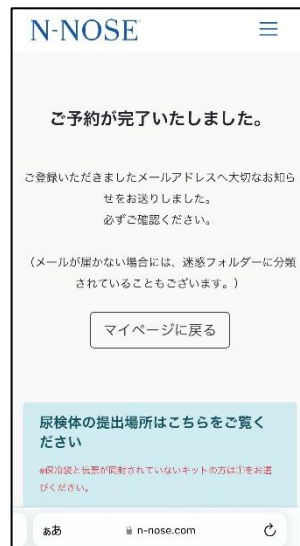 N-NOSE
ご予約が完了いたしました。
ご登録いただきましたメールアドレスへ大切なお知ら
せをお送りしました。
必ずご確認ください。
（メールが届かない場合には、迷惑フォルダーに分類
されていることもございます。）
マイページに戻る
尿検体の提出場所はこちらをご覧く
ださい
※保冷袋と伝票が同封されていないキットの方は①をお選
びください。
ぁあ
n-nose.com